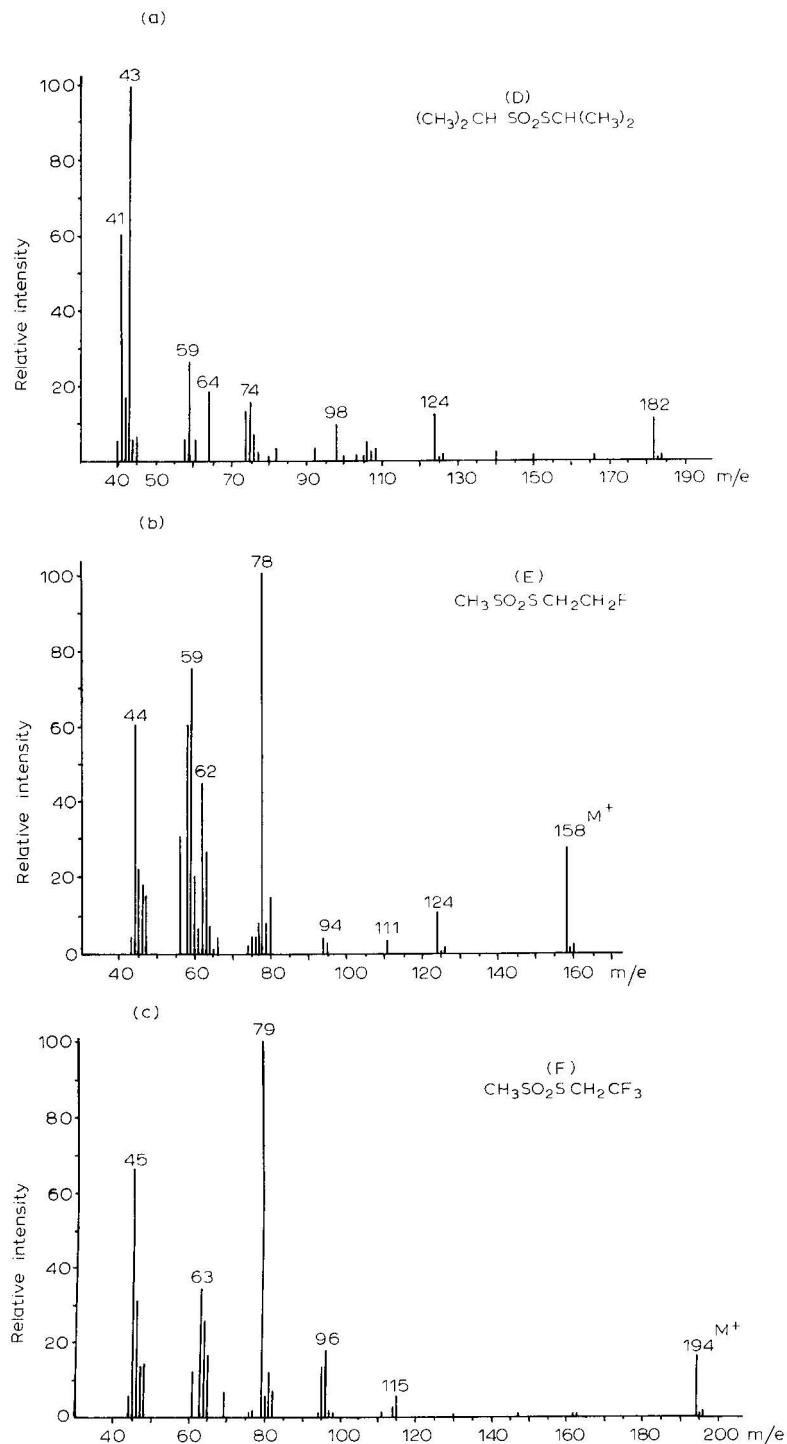 (a)
100
80
60
40
20
Relative intensity
43
41
59
64
74
98
124
182
(D)
(CH₃)₂CH SO₂SCH(CH₃)₂
40 50 70 90 110 130 150 170 190 m/e
(b)
100
80
60
40
20
0
Relative intensity
78
59
44
62
94
111
124
158 M⁺
(E)
CH₃SO₂SCH₂CH₂F
40 60 80 100 120 140 160 m/e
(c)
100
80
60
40
20
0
Relative intensity
79
45
63
96
115
194 M⁺
(F)
CH₃SO₂SCH₂CF₃
40 60 80 100 120 140 160 180 200 m/e